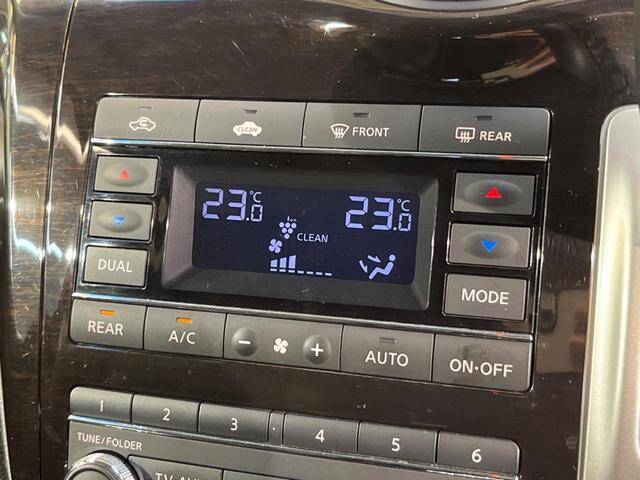 CLEAN
FRONT
REAR
23.0°C
23.0°C
ion
CLEAN
DUAL
MODE
REAR
A/C
AUTO
ON·OFF
1
2
3
4
5
6
TUNE/FOLDER